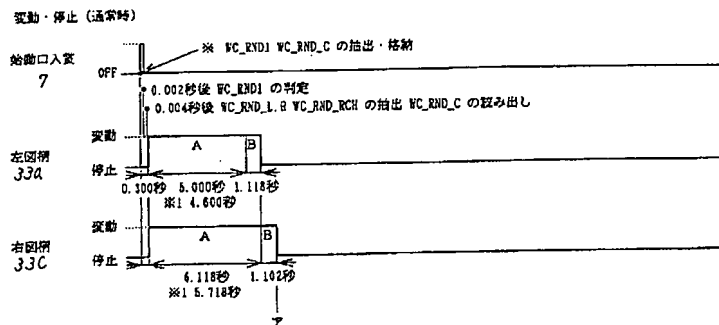 変動・停止（通常時）
始動口入賞
7
OFF
※ WC_RND1 WC_RND_C の抽出・格納
0.002秒後 WC_RND1 の判定
0.004秒後 WC_RND_L.R WC_RND_RCH の抽出 WC_RND_C の読み出し
左図柄
33a
変動
停止
A
B
0.300秒
5.000秒
1.118秒
※1 4.600秒
右図柄
33C
変動
停止
A
B
6.118秒
1.102秒
※1 5.718秒
ア